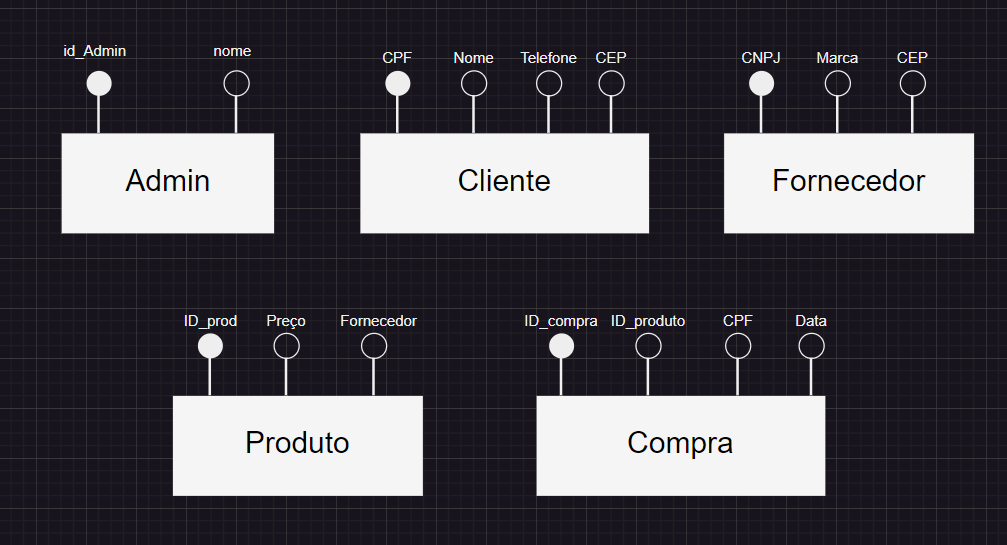 id_Admin
nome
CPF
Nome
Telefone
CEP
CNPJ
Marca
CEP
Admin
Cliente
Fornecedor
ID_prod
Preço
Fornecedor
ID_compra
ID_produto
CPF
Data
Produto
Compra